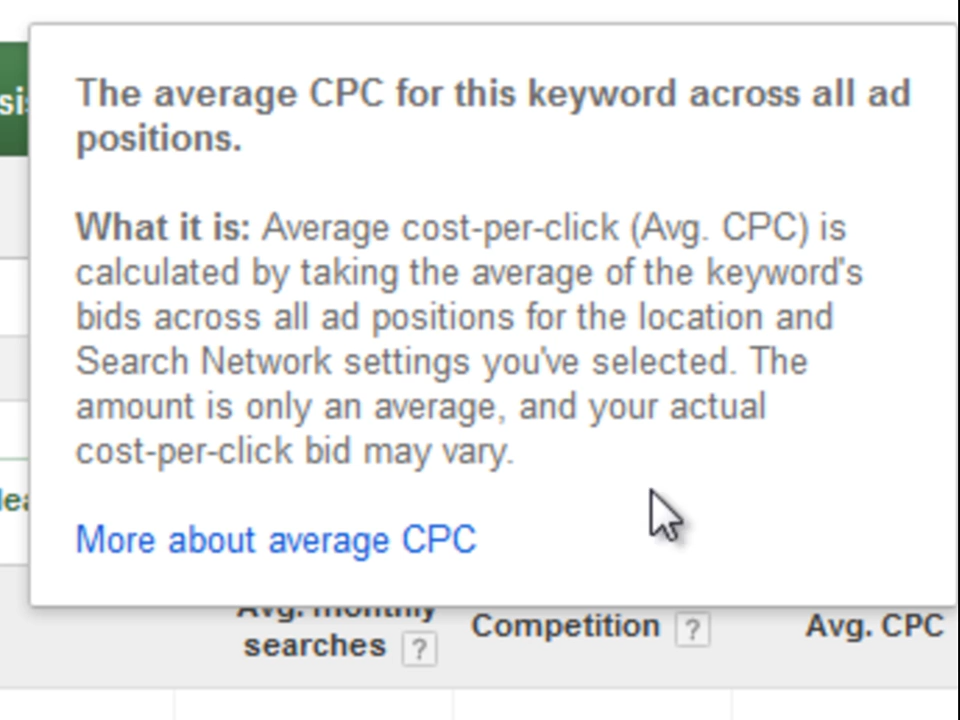 The average CPC for this keyword across all ad
positions.
What it is: Average cost-per-click (Avg. CPC) is
calculated by taking the average of the keyword's
bids across all ad positions for the location and
Search Network settings you've selected. The
amount is only an average, and your actual
cost-per-click bid may vary.
More about average CPC
Avg. monthly
searches ?
Competition ?
Avg. CPC